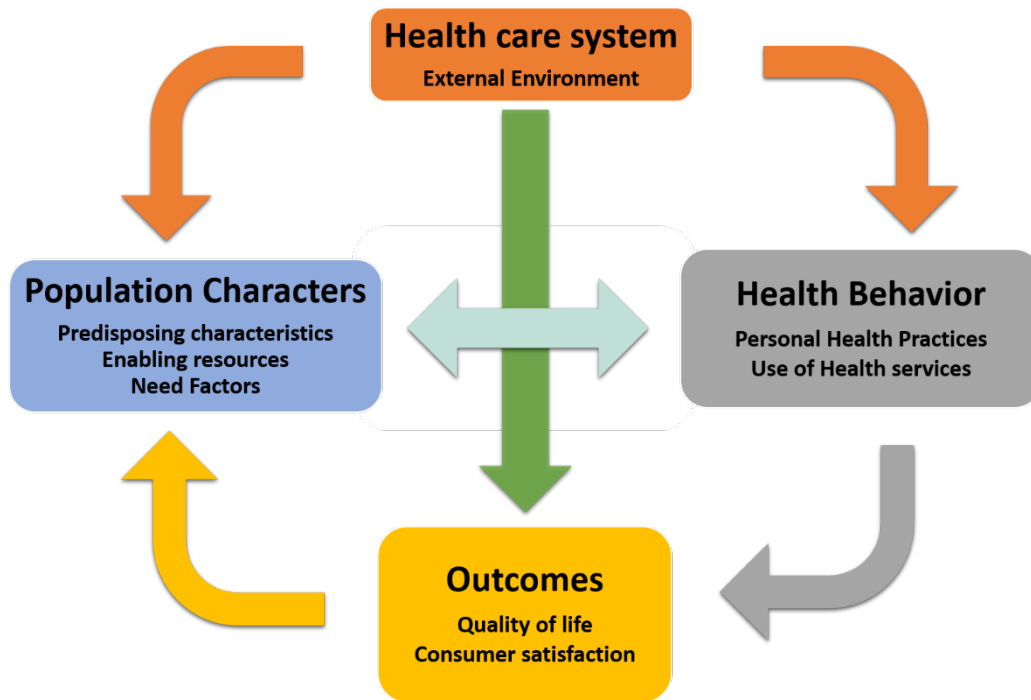 Health care system
External Environment
Population Characters
Predisposing characteristics
Enabling resources
Need Factors
Health Behavior
Personal Health Practices
Use of Health services
Outcomes
Quality of life
Consumer satisfaction